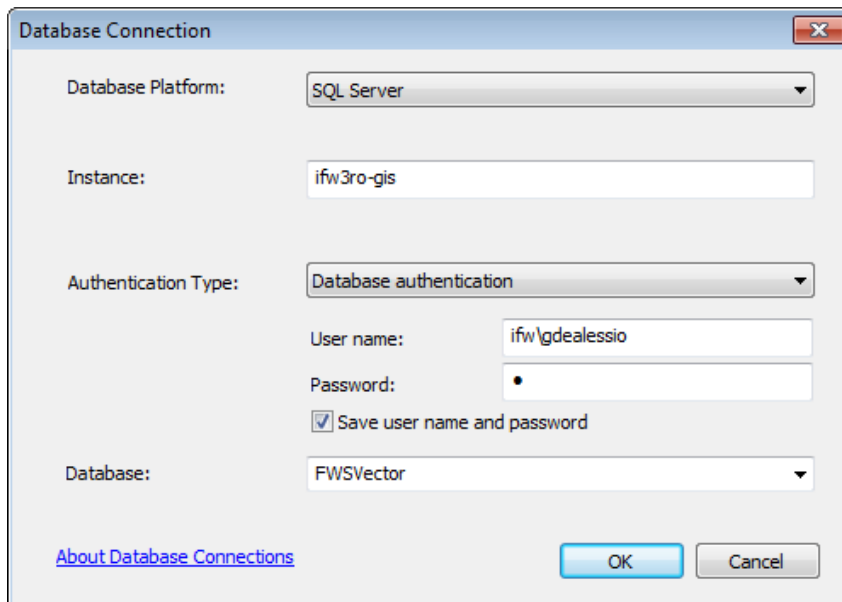 Database Connection
Database Platform: SQL Server
Instance: ifw3ro-gis
Authentication Type: Database authentication
User name: ifw\gdealessio
Password: •
Save user name and password
Database: FWSVector
About Database Connections OK Cancel